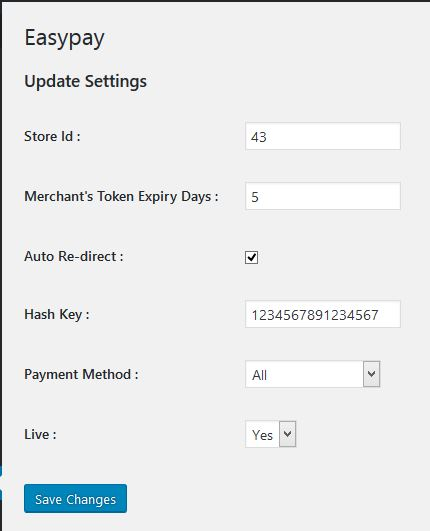 Easypay
Update Settings
Store Id : 43
Merchant's Token Expiry Days : 5
Auto Re-direct :
Hash Key : 1234567891234567
Payment Method : All
Live : Yes
Save Changes